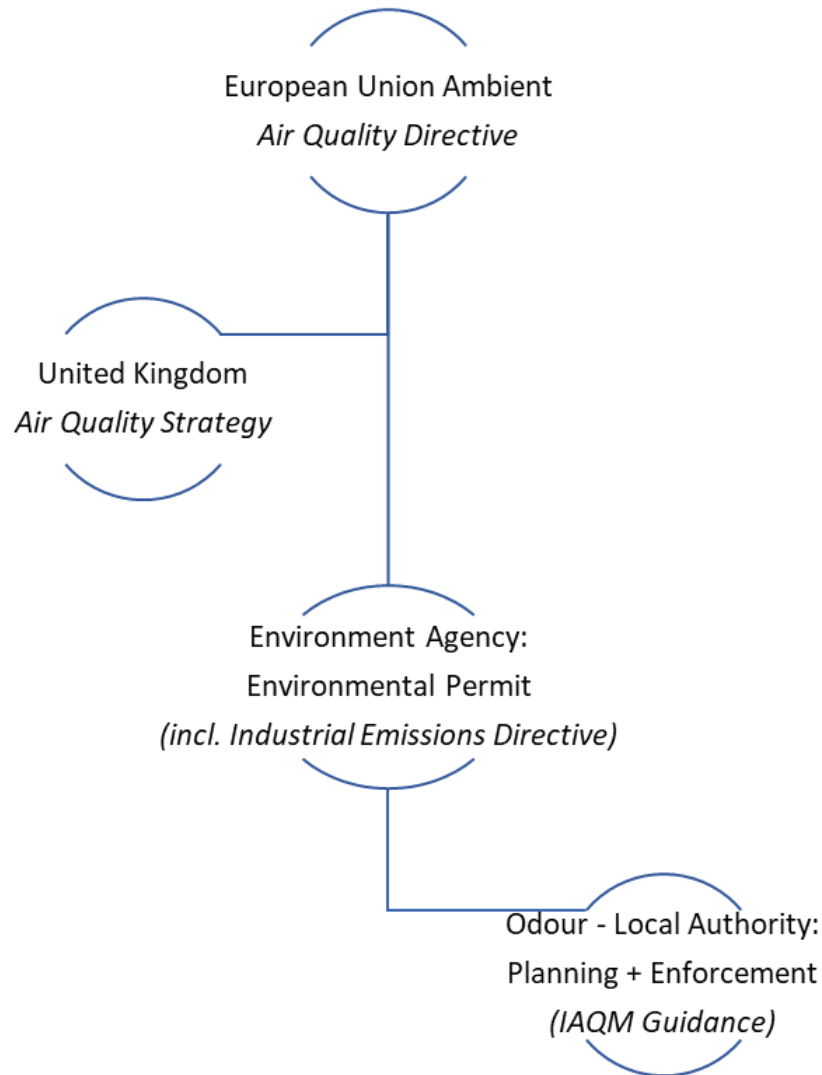 European Union Ambient
Air Quality Directive
United Kingdom
Air Quality Strategy
Environment Agency:
Environmental Permit
(incl. Industrial Emissions Directive)
Odour - Local Authority:
Planning + Enforcement
(IAQM Guidance)